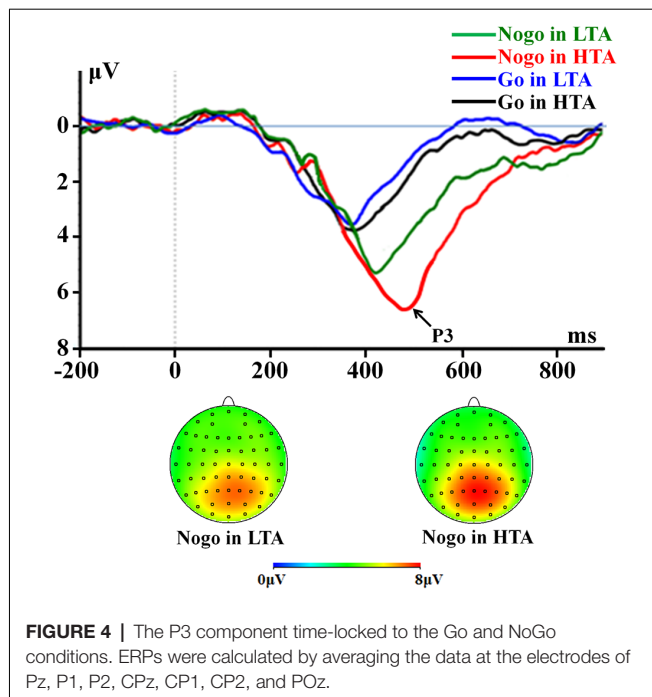 Nogo in LTA
Nogo in HTA
Go in LTA
Go in HTA
μV
0
2
4
6
8
P3
ms
-200 0 200 400 600 800
Nogo in LTA Nogo in HTA
0μV 8μV
FIGURE 4 | The P3 component time-locked to the Go and NoGo
conditions. ERPs were calculated by averaging the data at the electrodes of
Pz, P1, P2, CPz, CP1, CP2, and POz.